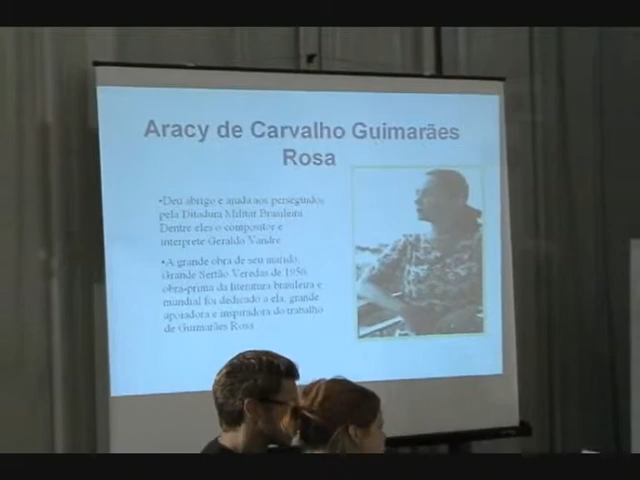 Aracy de Carvalho Guimarães
Rosa
•Deu abrigo e ajuda aos perseguidos
pela Ditadura Militar Brasileira
Dentre eles o compositor e
interprete Geraldo Vandre
•A grande obra de seu marido,
Grande Sertão Veredas de 1956,
obra-prima da literatura brasileira e
mundial foi dedicado a ela, grande
apoiadora e inspiradora do trabalho
de Guimarães Rosa